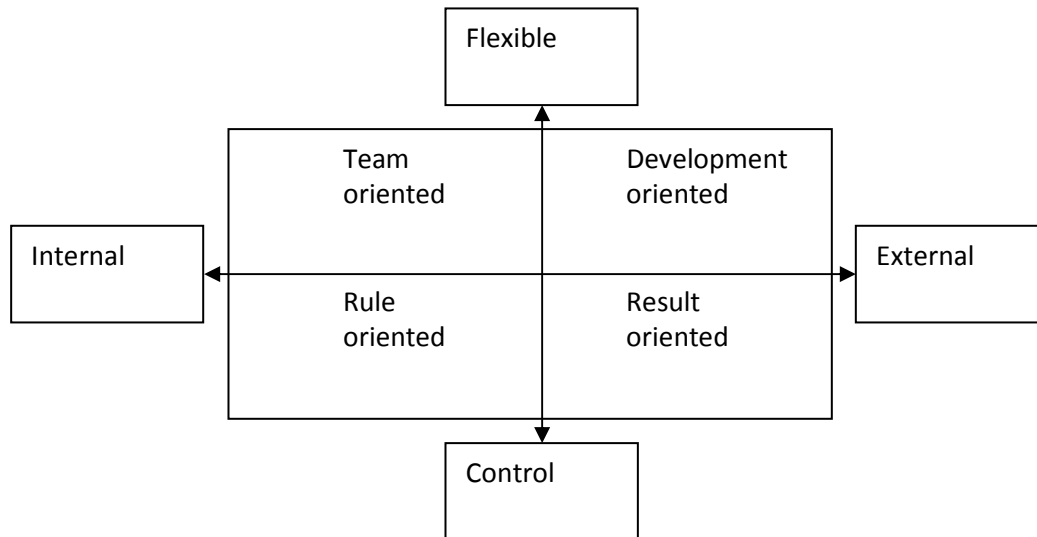 Flexible
Team
oriented
Development
oriented
Internal
External
Rule
oriented
Result
oriented
Control